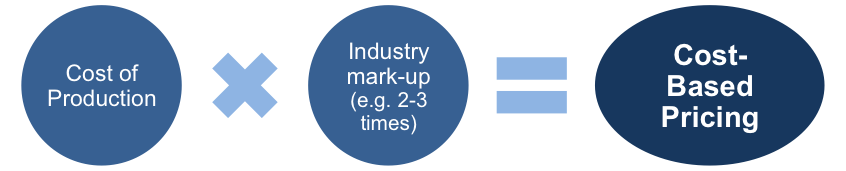 Cost of
Production
Industry
mark-up
(e.g. 2-3
times)
Cost-
Based
Pricing